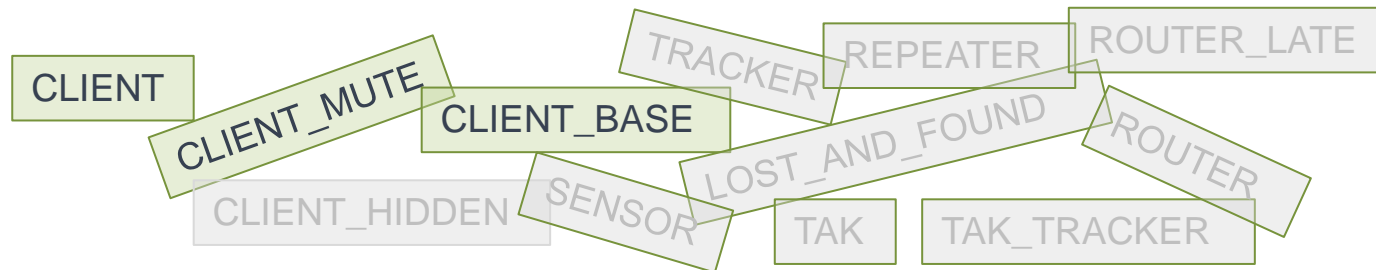 CLIENT
CLIENT_MUTE
CLIENT_BASE
TRACKER
REPEATER
ROUTER_LATE
CLIENT_HIDDEN
SENSOR
LOST_AND_FOUND
ROUTER
TAK
TAK_TRACKER